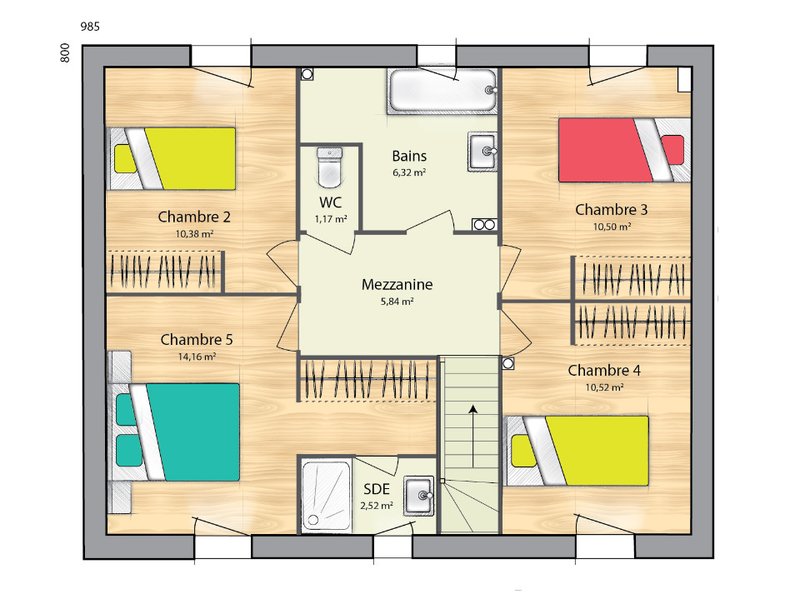 985
800
Bains
6,32 m²
WC
1,17 m²
Chambre 2
10,38 m²
Chambre 3
10,50 m²
Mezzanine
5,84 m²
Chambre 5
14,16 m²
Chambre 4
10,52 m²
SDE
2,52 m²